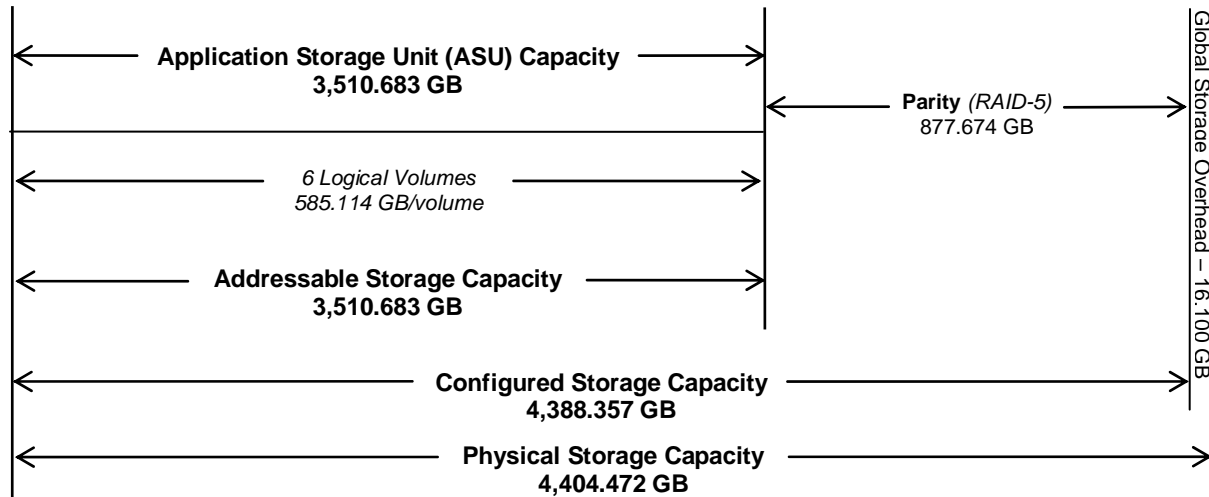 Application Storage Unit (ASU) Capacity
3,510.683 GB
Parity (RAID-5)
877.674 GB
6 Logical Volumes
585.114 GB/volume
Addressable Storage Capacity
3,510.683 GB
Configured Storage Capacity
4,388.357 GB
Physical Storage Capacity
4,404.472 GB
Global Storage Overhead – 16.100 GB